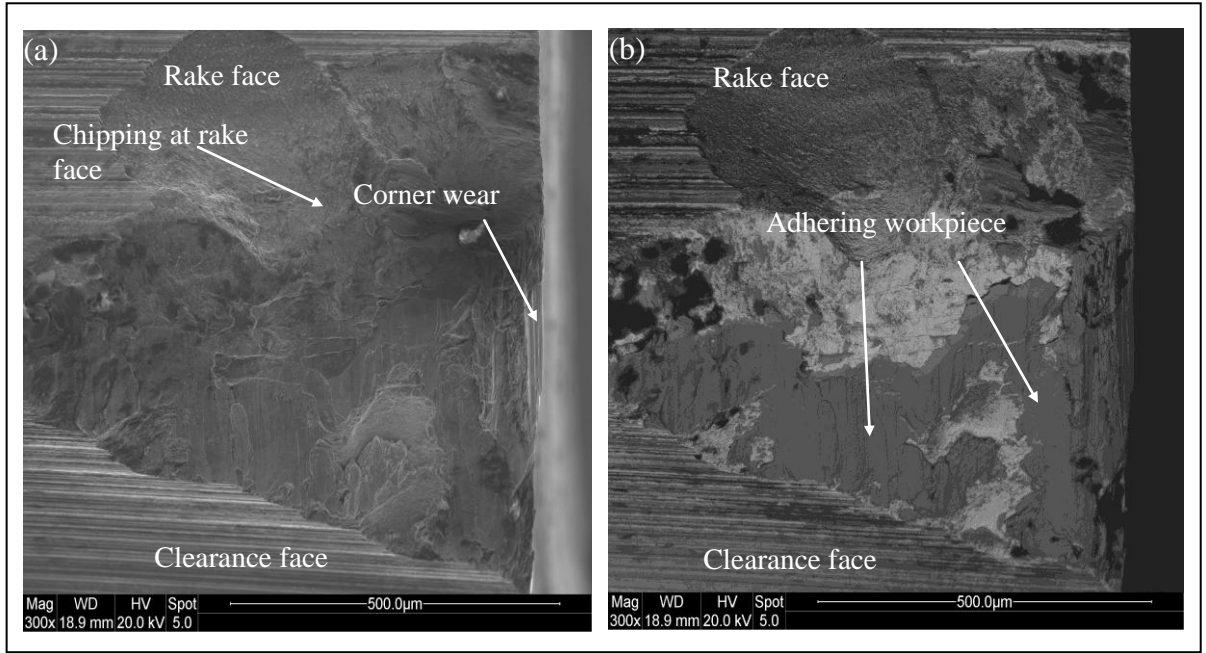 (a)
Rake face
Chipping at rake
face
Corner wear
Clearance face
Mag WD HV Spot
300x 18.9 mm 20.0 kV 5.0
500.0μm
(b)
Rake face
Adhering workpiece
Clearance face
Mag WD HV Spot
300x 18.9 mm 20.0 kV 5.0
500.0μm